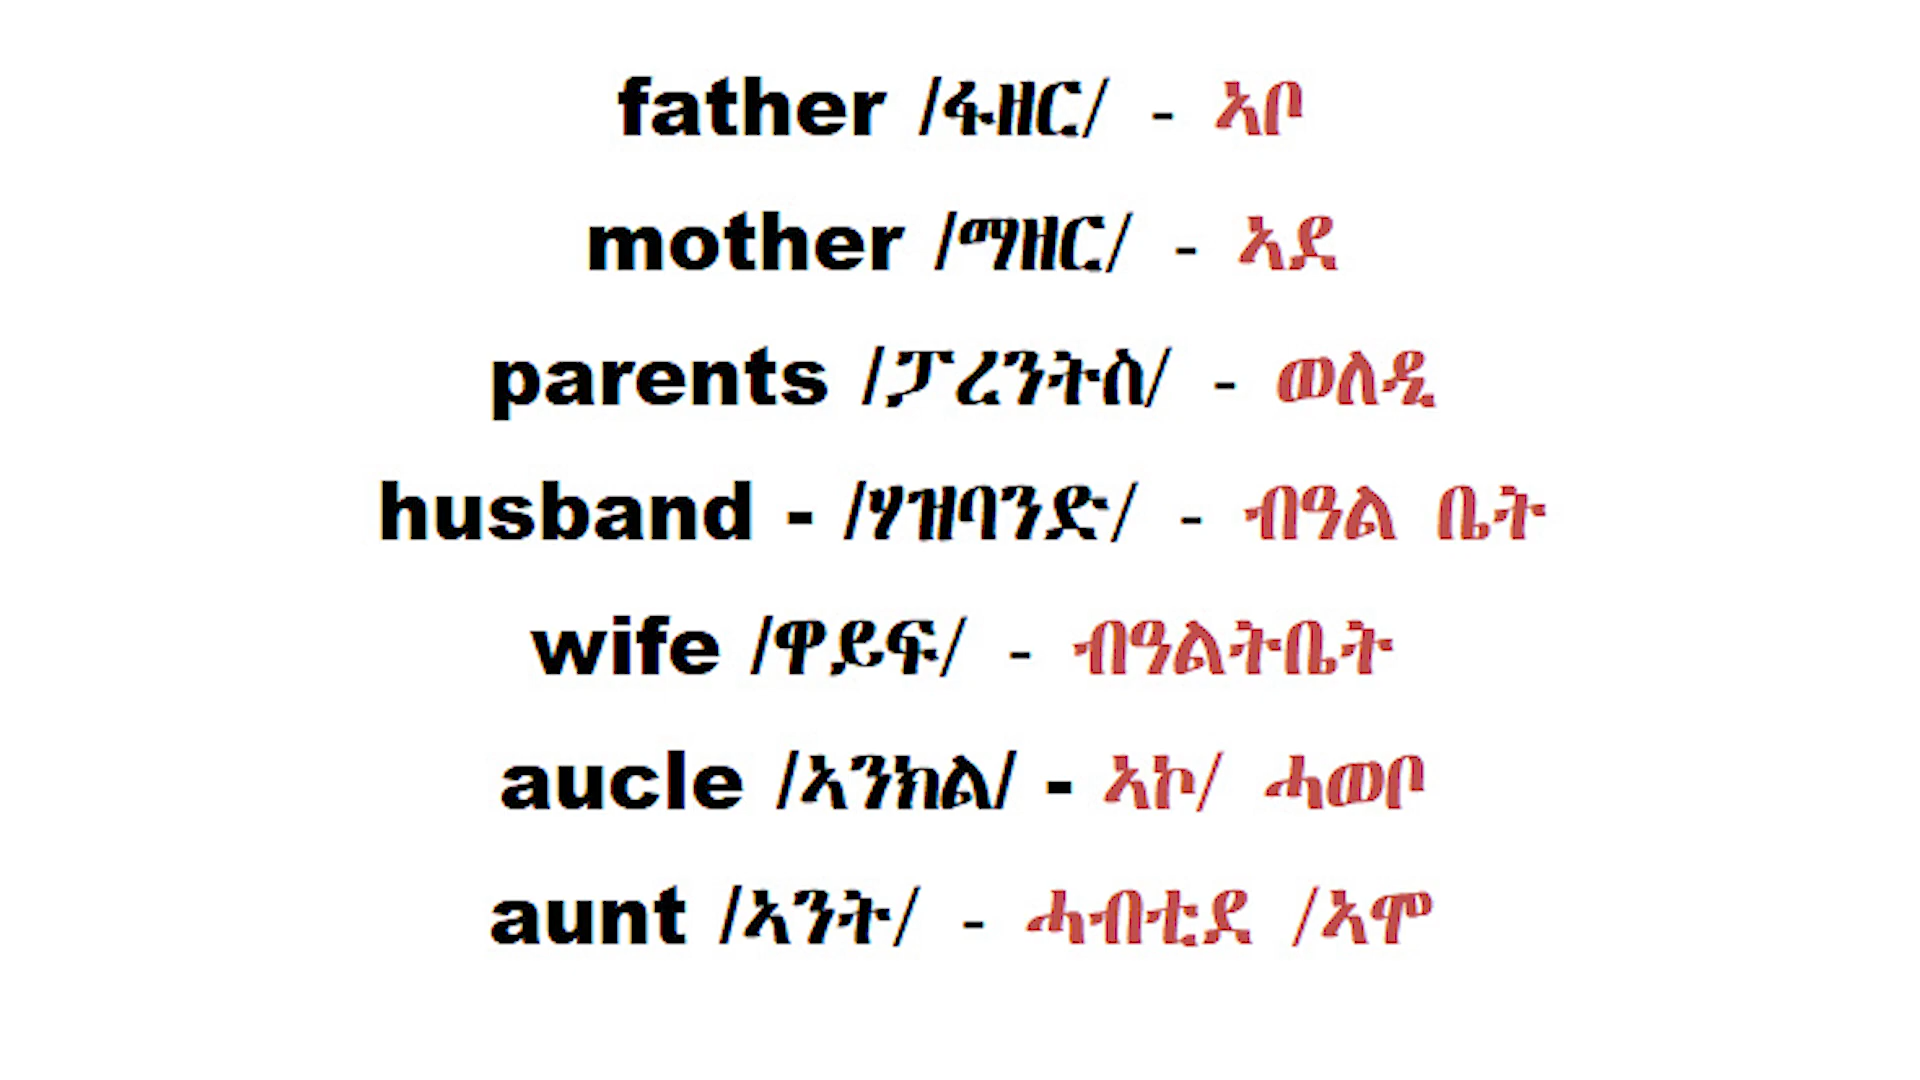 father /ፋዘር/ - ኣቦ
mother /ማዘር/ - ኣደ
parents /ፓረንትስ/ - ወለዲ
husband - /ሃዝባንድ/ - ብዓል ቤት
wife /ዋይፍ/ - ብዓልትቤት
aucle /ኣንክል/ - ኣኮ/ ሓወቦ
aunt /ኣንት/ - ሓብቲደ /ኣሞ